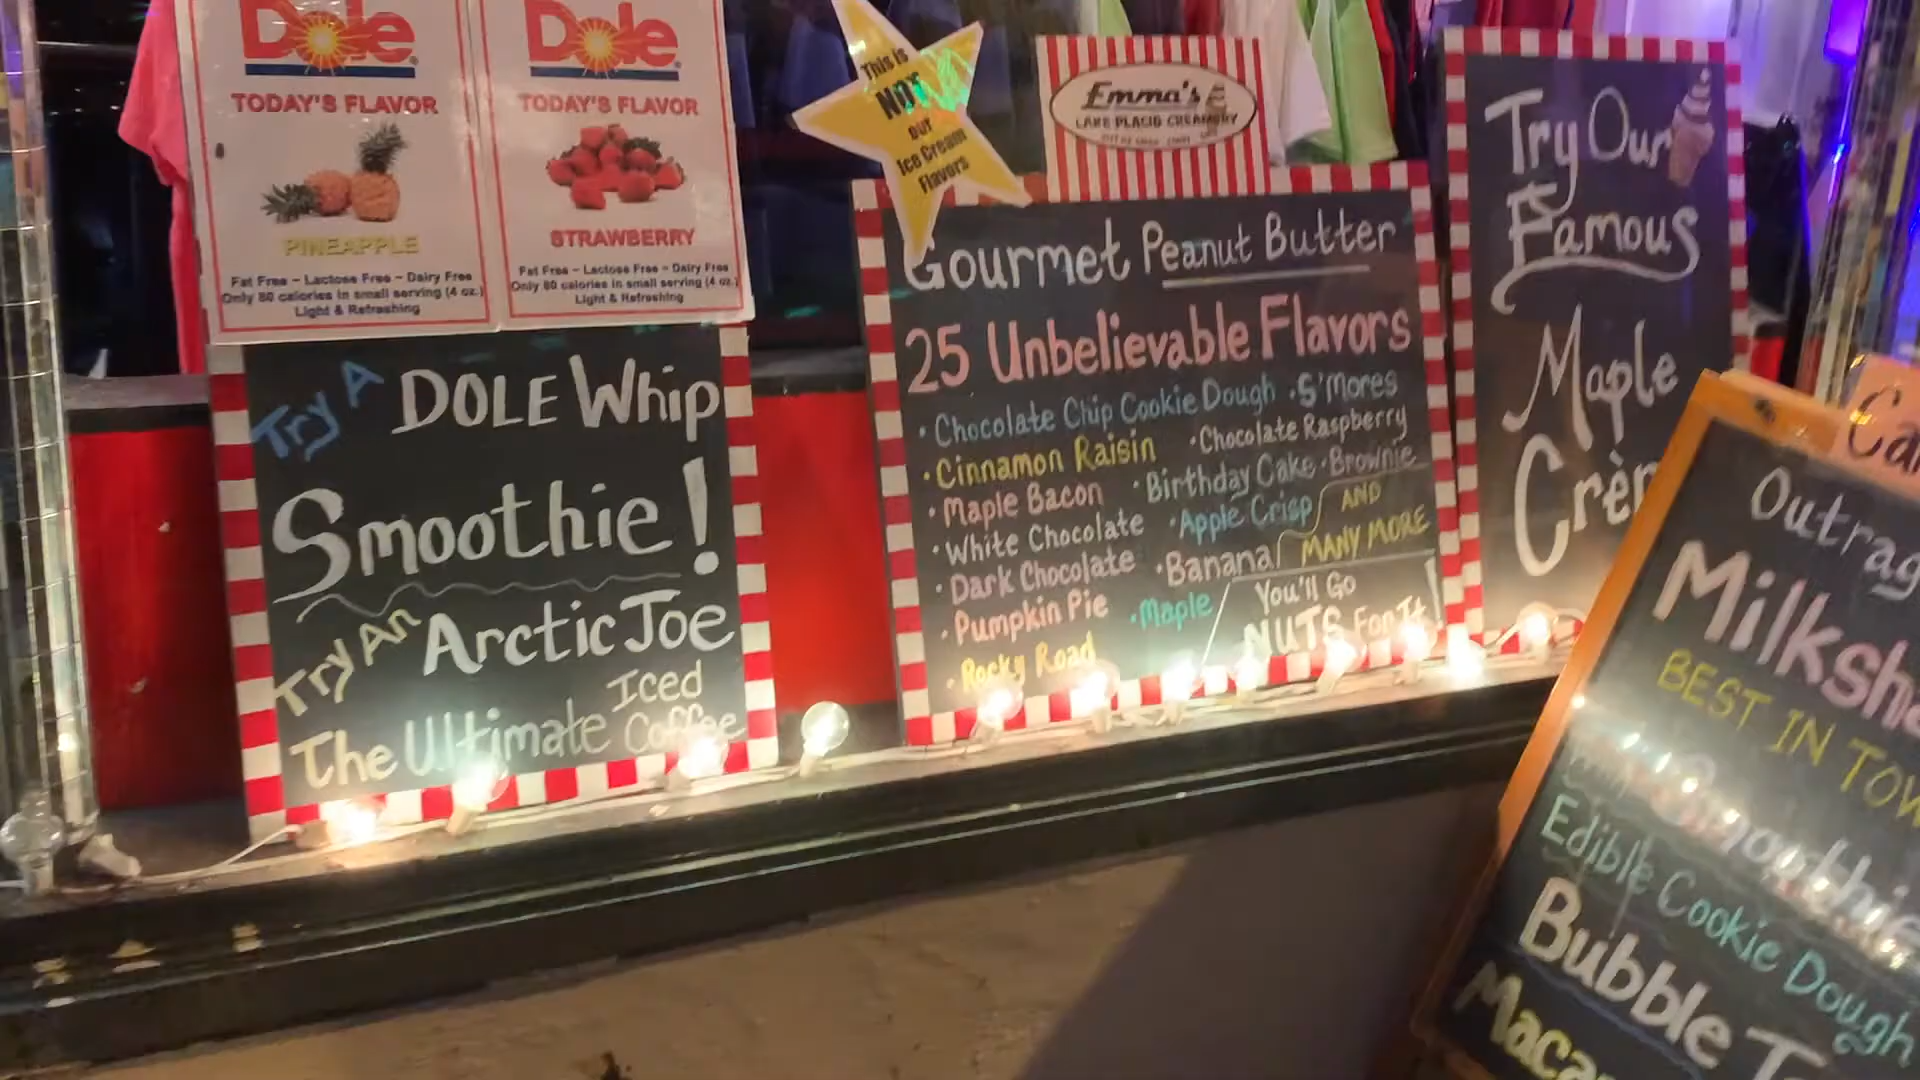 Dole
TODAY'S FLAVOR
PINEAPPLE
Fat Free ~ Lactose Free ~ Dairy Free
Only 80 calories in small serving (4 oz.)
Light & Refreshing
Dole
TODAY'S FLAVOR
STRAWBERRY
Fat Free ~ Lactose Free ~ Dairy Free
Only 80 calories in small serving (4 oz.)
Light & Refreshing
Try A DOLE Whip
Smoothie!
Try An Arctic Joe
The Ultimate Iced Coffee
This is
NOT
our
Ice Cream
Flavors
Emma's
LAKE PLACID CREAMERY
Gourmet Peanut Butter
25 Unbelievable Flavors
• Chocolate Chip Cookie Dough • S'mores
• Cinnamon Raisin • Chocolate Raspberry
• Maple Bacon • Birthday Cake • Brownie
• White Chocolate • Apple Crisp AND
• Dark Chocolate • Banana MANY MORE
• Pumpkin Pie • Maple
• Rocky Road
You'll Go
NUTS For It!
Try Our
Famous
Maple
Crè
Outrag
Milksh
BEST IN TOW
Smoothie
Edible Cookie Dough
Bubble T
Maca